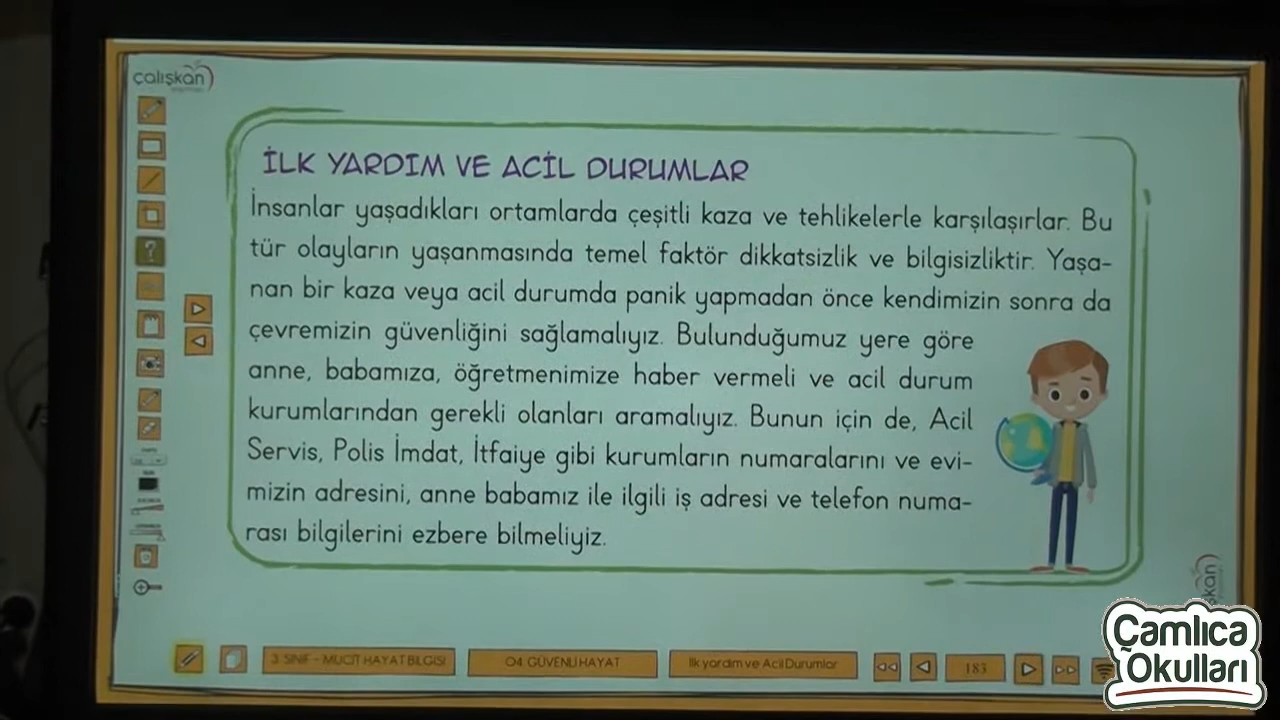 çalışkan
İLK YARDIM VE ACİL DURUMLAR
İnsanlar yaşadıkları ortamlarda çeşitli kaza ve tehlikelerle karşılaşırlar. Bu
tür olayların yaşanmasında temel faktör dikkatsizlik ve bilgisizliktir. Yaşa-
nan bir kaza veya acil durumda panik yapmadan önce kendimizin sonra da
çevremizin güvenliğini sağlamalıyız. Bulunduğumuz yere göre
anne, babamıza, öğretmenimize haber vermeli ve acil durum
kurumlarından gerekli olanları aramalıyız. Bunun için de, Acil
Servis, Polis İmdat, İtfaiye gibi kurumların numaralarını ve evi-
mizin adresini, anne babamız ile ilgili iş adresi ve telefon numa-
rası bilgilerini ezbere bilmeliyiz.
3. SINIF - MUCİT HAYAT BİLGİSİ
04. GÜVENLİ HAYAT
İlk yardım ve Acil Durumlar
183
Çamlıca
Okulları